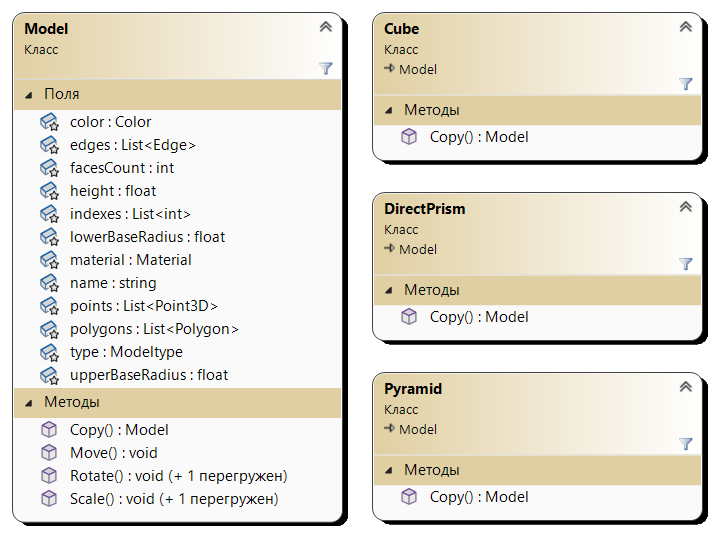 Model
Класс
Поля
color : Color
edges : List<Edge>
facesCount : int
height : float
indexes : List<int>
lowerBaseRadius : float
material : Material
name : string
points : List<Point3D>
polygons : List<Polygon>
type : Modeltype
upperBaseRadius : float
Методы
Copy() : Model
Move() : void
Rotate() : void (+ 1 перегружен)
Scale() : void (+ 1 перегружен)
Cube
Класс
Model
Методы
Copy() : Model
DirectPrism
Класс
Model
Методы
Copy() : Model
Pyramid
Класс
Model
Методы
Copy() : Model